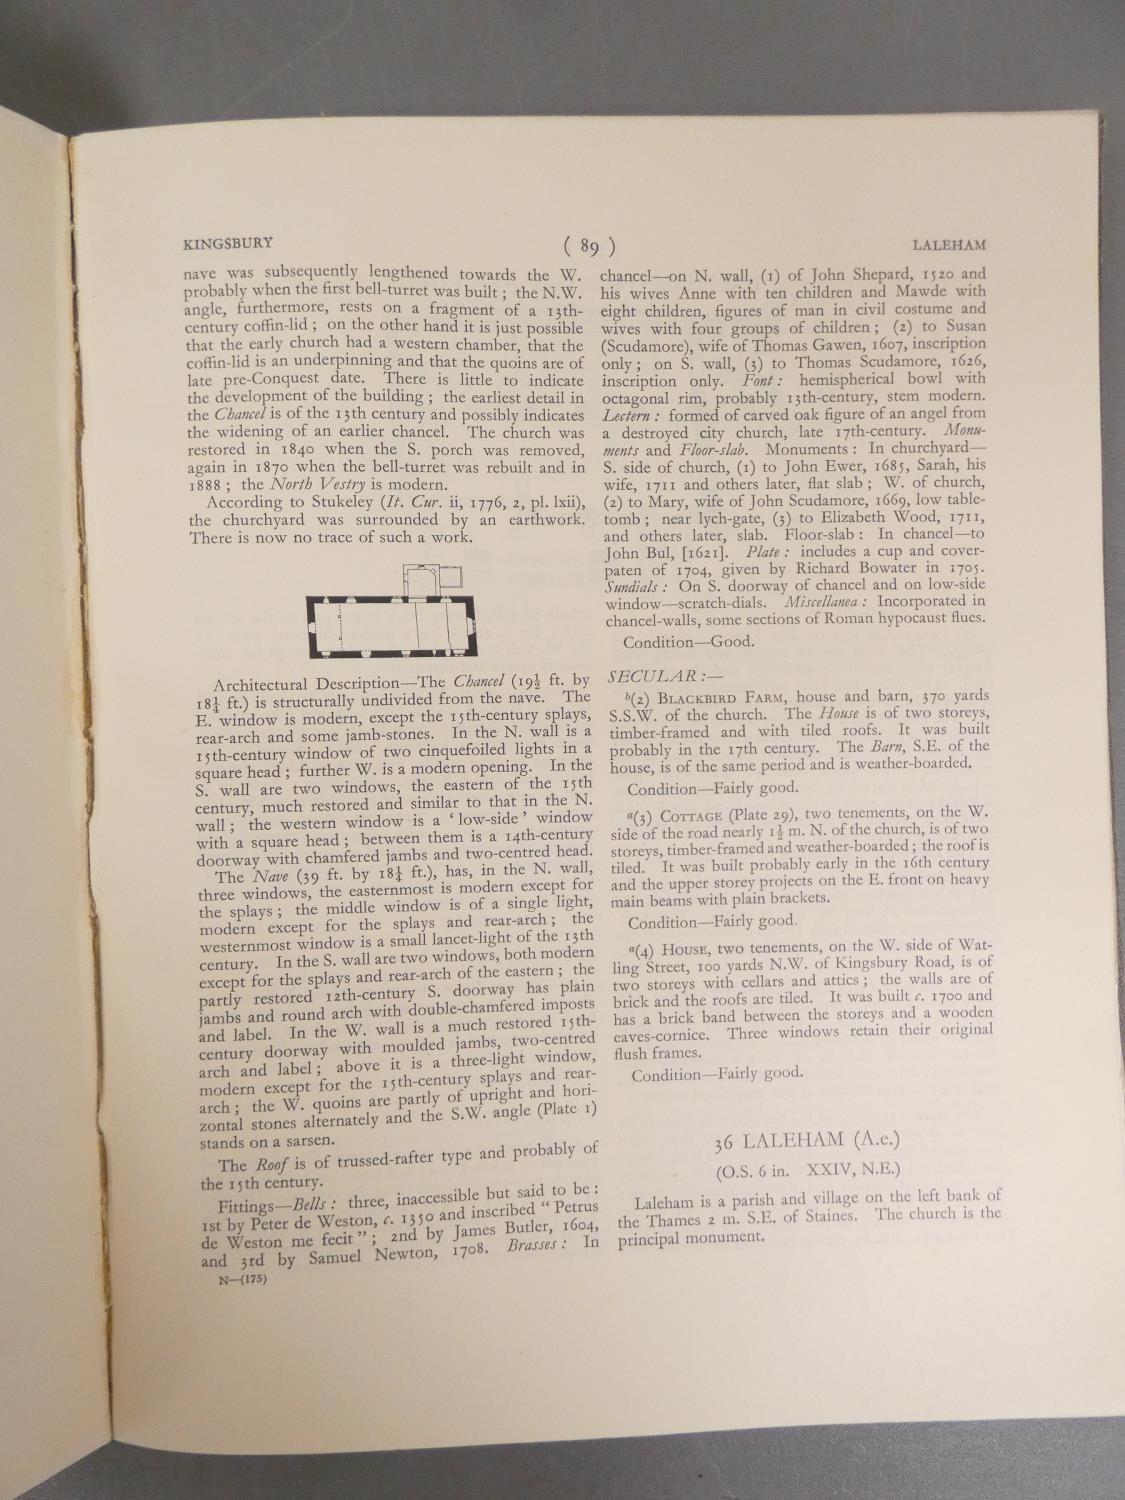 KINGSBURY
( 89 )
LALEHAM
nave was subsequently lengthened towards the W.
probably when the first bell-turret was built ; the N.W.
angle, furthermore, rests on a fragment of a 13th-
century coffin-lid ; on the other hand it is just possible
that the early church had a western chamber, that the
coffin-lid is an underpinning and that the quoins are of
late pre-Conquest date. There is little to indicate
the development of the building ; the earliest detail in
the Chancel is of the 13th century and possibly indicates
the widening of an earlier chancel. The church was
restored in 1840 when the S. porch was removed,
again in 1870 when the bell-turret was rebuilt and in
1888 ; the North Vestry is modern.
According to Stukeley (It. Cur. ii, 1776, 2, pl. lxii),
the churchyard was surrounded by an earthwork.
There is now no trace of such a work.
Architectural Description—The Chancel (19½ ft. by
18¼ ft.) is structurally undivided from the nave. The
E. window is modern, except the 15th-century splays,
rear-arch and some jamb-stones. In the N. wall is a
15th-century window of two cinquefoiled lights in a
square head ; further W. is a modern opening. In the
S. wall are two windows, the eastern of the 15th
century, much restored and similar to that in the N.
wall ; the western window is a ‘ low-side ’ window
with a square head ; between them is a 14th-century
doorway with chamfered jambs and two-centred head.
The Nave (39 ft. by 18¼ ft.), has, in the N. wall,
three windows, the easternmost is modern except for
the splays ; the middle window is of a single light,
modern except for the splays and rear-arch ; the
westernmost window is a small lancet-light of the 13th
century. In the S. wall are two windows, both modern
except for the splays and rear-arch of the eastern ; the
partly restored 12th-century S. doorway has plain
jambs and round arch with double-chamfered imposts
and label. In the W. wall is a much restored 15th-
century doorway with moulded jambs, two-centred
arch and label ; above it is a three-light window,
modern except for the 15th-century splays and rear-
arch ; the W. quoins are partly of upright and hori-
zontal stones alternately and the S.W. angle (Plate 1)
stands on a sarsen.
The Roof is of trussed-rafter type and probably of
the 15th century.
Fittings—Bells : three, inaccessible but said to be :
1st by Peter de Weston, c. 1350 and inscribed “ Petrus
de Weston me fecit ” ; 2nd by James Butler, 1604,
and 3rd by Samuel Newton, 1708. Brasses : In
N—(175)
chancel—on N. wall, (1) of John Shepard, 1520 and
his wives Anne with ten children and Mawde with
eight children, figures of man in civil costume and
wives with four groups of children ; (2) to Susan
(Scudamore), wife of Thomas Gawen, 1607, inscription
only ; on S. wall, (3) to Thomas Scudamore, 1626,
inscription only. Font : hemispherical bowl with
octagonal rim, probably 13th-century, stem modern.
Lectern : formed of carved oak figure of an angel from
a destroyed city church, late 17th-century. Monu-
ments and Floor-slab. Monuments : In churchyard—
S. side of church, (1) to John Ewer, 1685, Sarah, his
wife, 1711 and others later, flat slab ; W. of church,
(2) to Mary, wife of John Scudamore, 1669, low table-
tomb ; near lych-gate, (3) to Elizabeth Wood, 1711,
and others later, slab. Floor-slab : In chancel—to
John Bul, [1621]. Plate : includes a cup and cover-
paten of 1704, given by Richard Bowater in 1705.
Sundials : On S. doorway of chancel and on low-side
window—scratch-dials. Miscellanea : Incorporated in
chancel-walls, some sections of Roman hypocaust flues.
Condition—Good.
SECULAR :—
b(2) BLACKBIRD FARM, house and barn, 370 yards
S.S.W. of the church. The House is of two storeys,
timber-framed and with tiled roofs. It was built
probably in the 17th century. The Barn, S.E. of the
house, is of the same period and is weather-boarded.
Condition—Fairly good.
a(3) COTTAGE (Plate 29), two tenements, on the W.
side of the road nearly 1½ m. N. of the church, is of two
storeys, timber-framed and weather-boarded ; the roof is
tiled. It was built probably early in the 16th century
and the upper storey projects on the E. front on heavy
main beams with plain brackets.
Condition—Fairly good.
a(4) HOUSE, two tenements, on the W. side of Wat-
ling Street, 100 yards N.W. of Kingsbury Road, is of
two storeys with cellars and attics ; the walls are of
brick and the roofs are tiled. It was built c. 1700 and
has a brick band between the storeys and a wooden
eaves-cornice. Three windows retain their original
flush frames.
Condition—Fairly good.
36 LALEHAM (A.e.)
(O.S. 6 in. XXIV, N.E.)
Laleham is a parish and village on the left bank of
the Thames 2 m. S.E. of Staines. The church is the
principal monument.